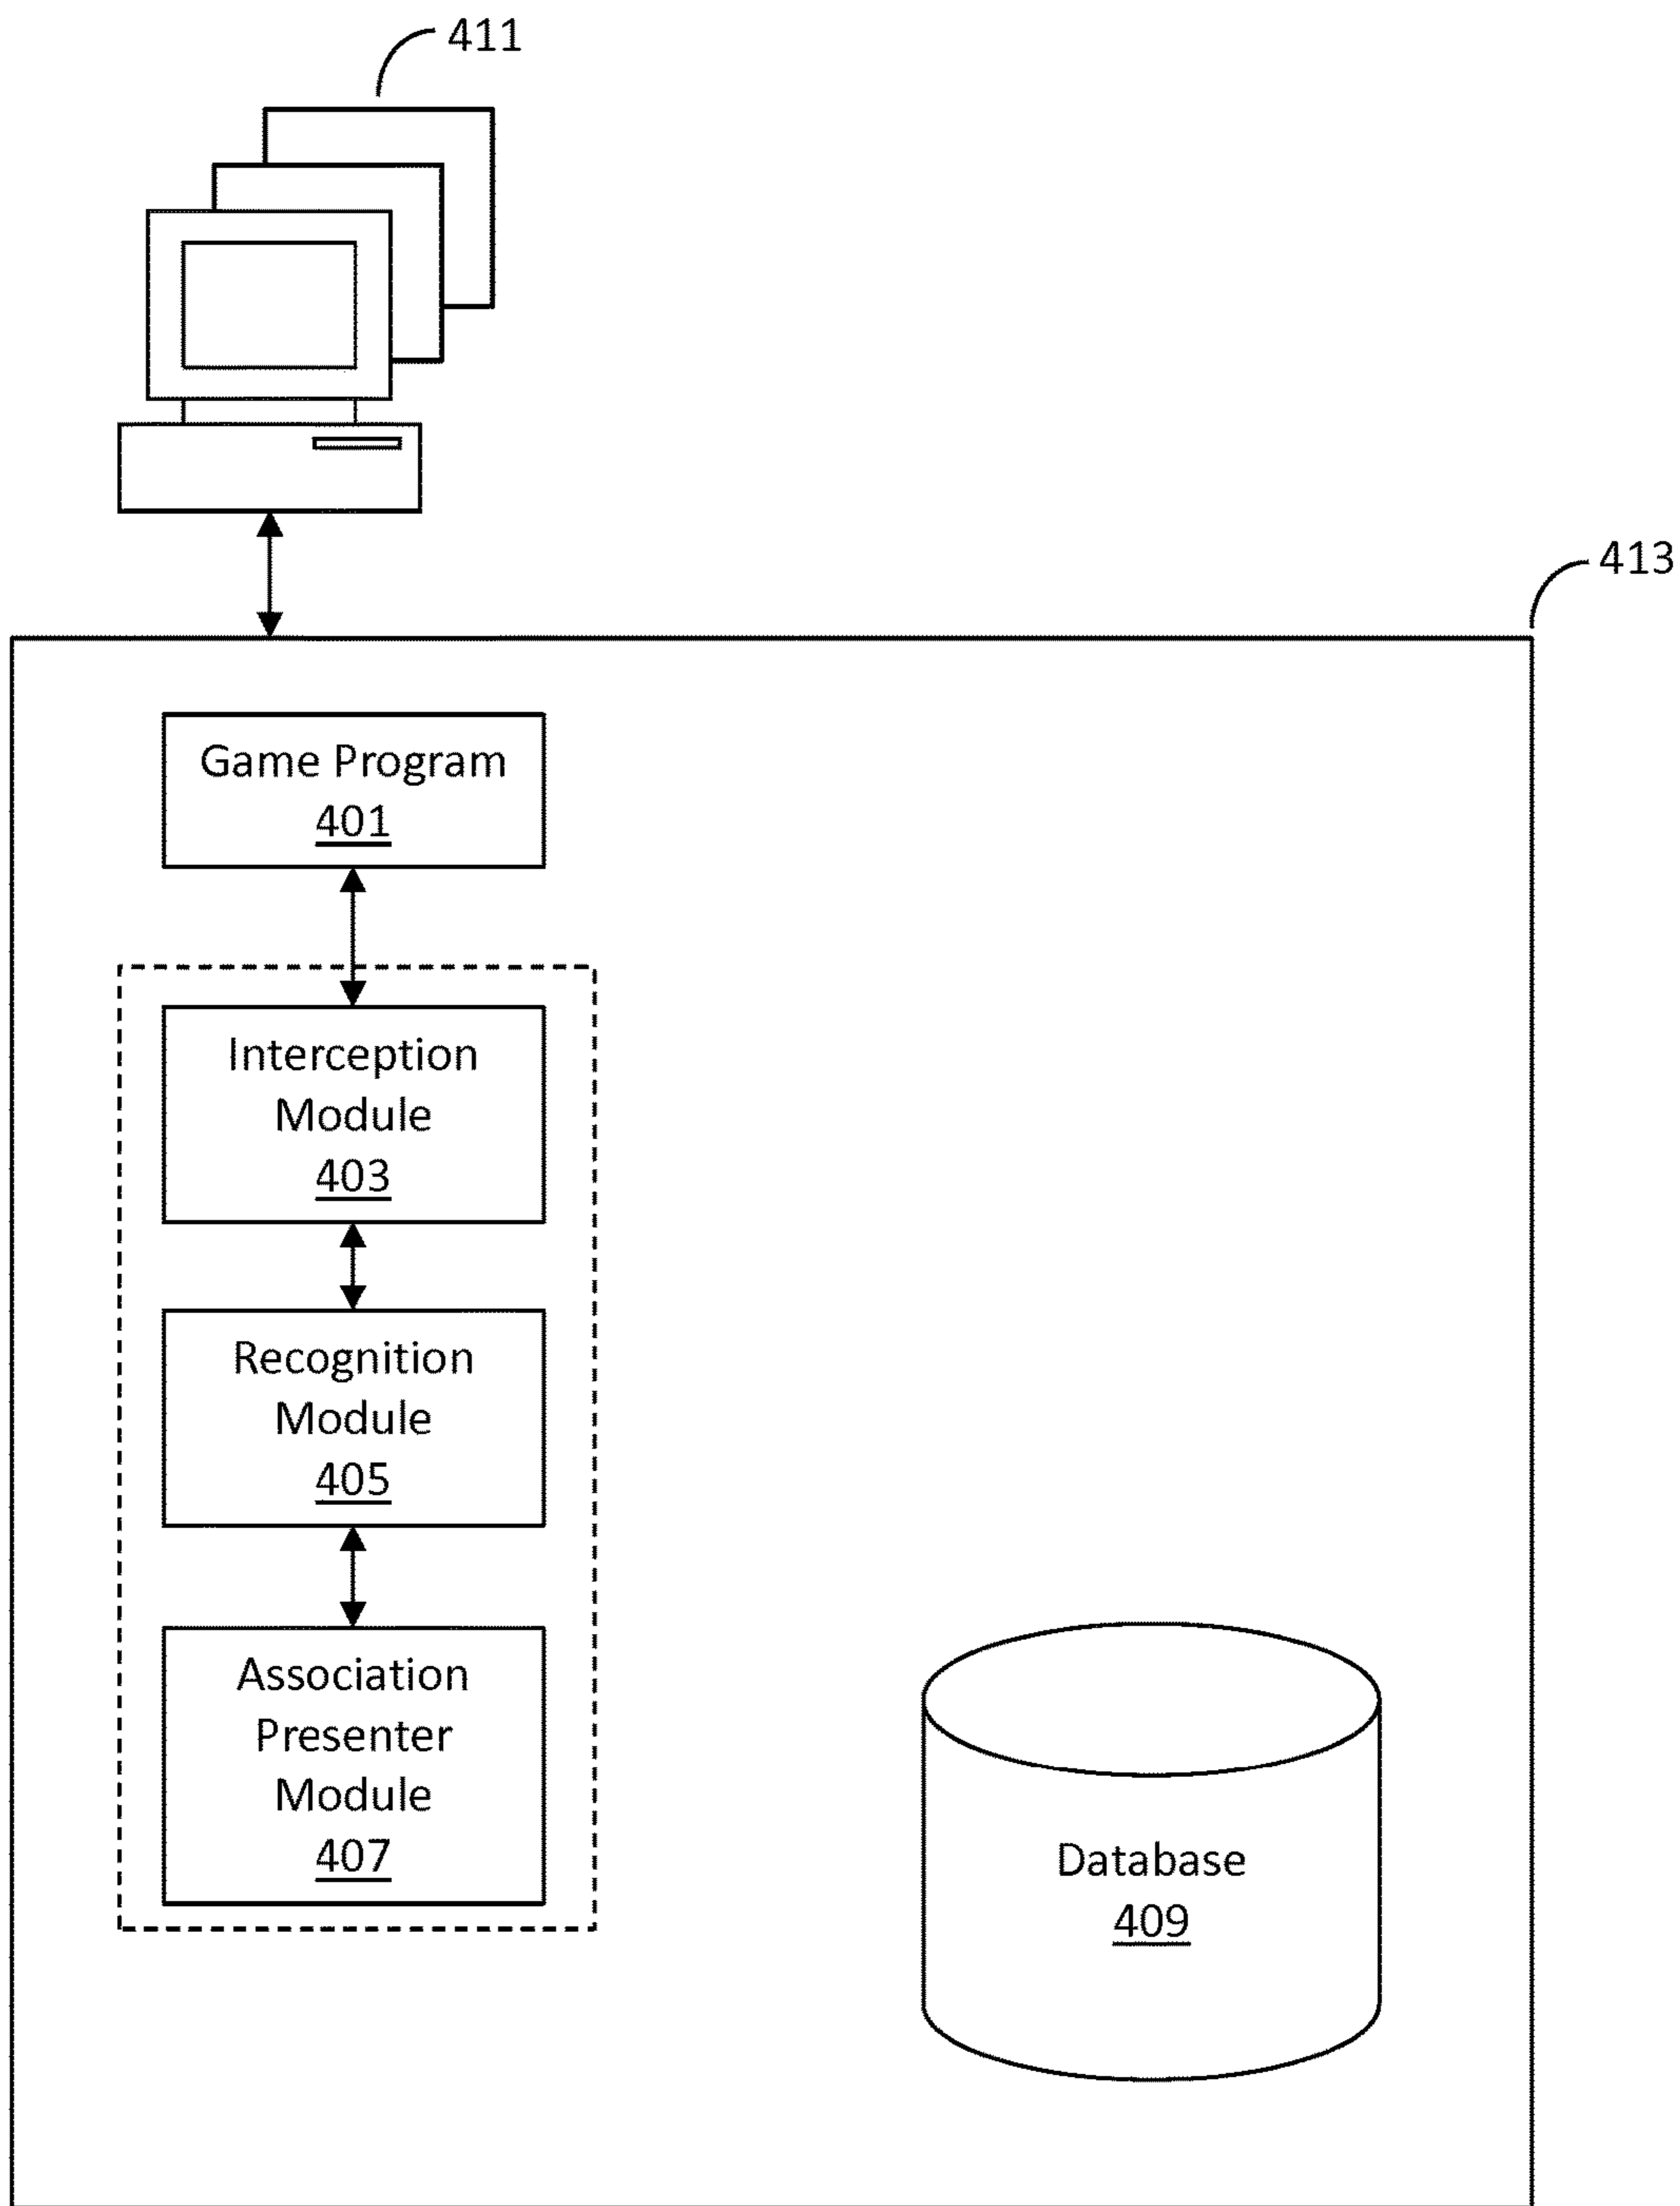 411
413
Game Program
401
Interception
Module
403
Recognition
Module
405
Association
Presenter
Module
407
Database
409